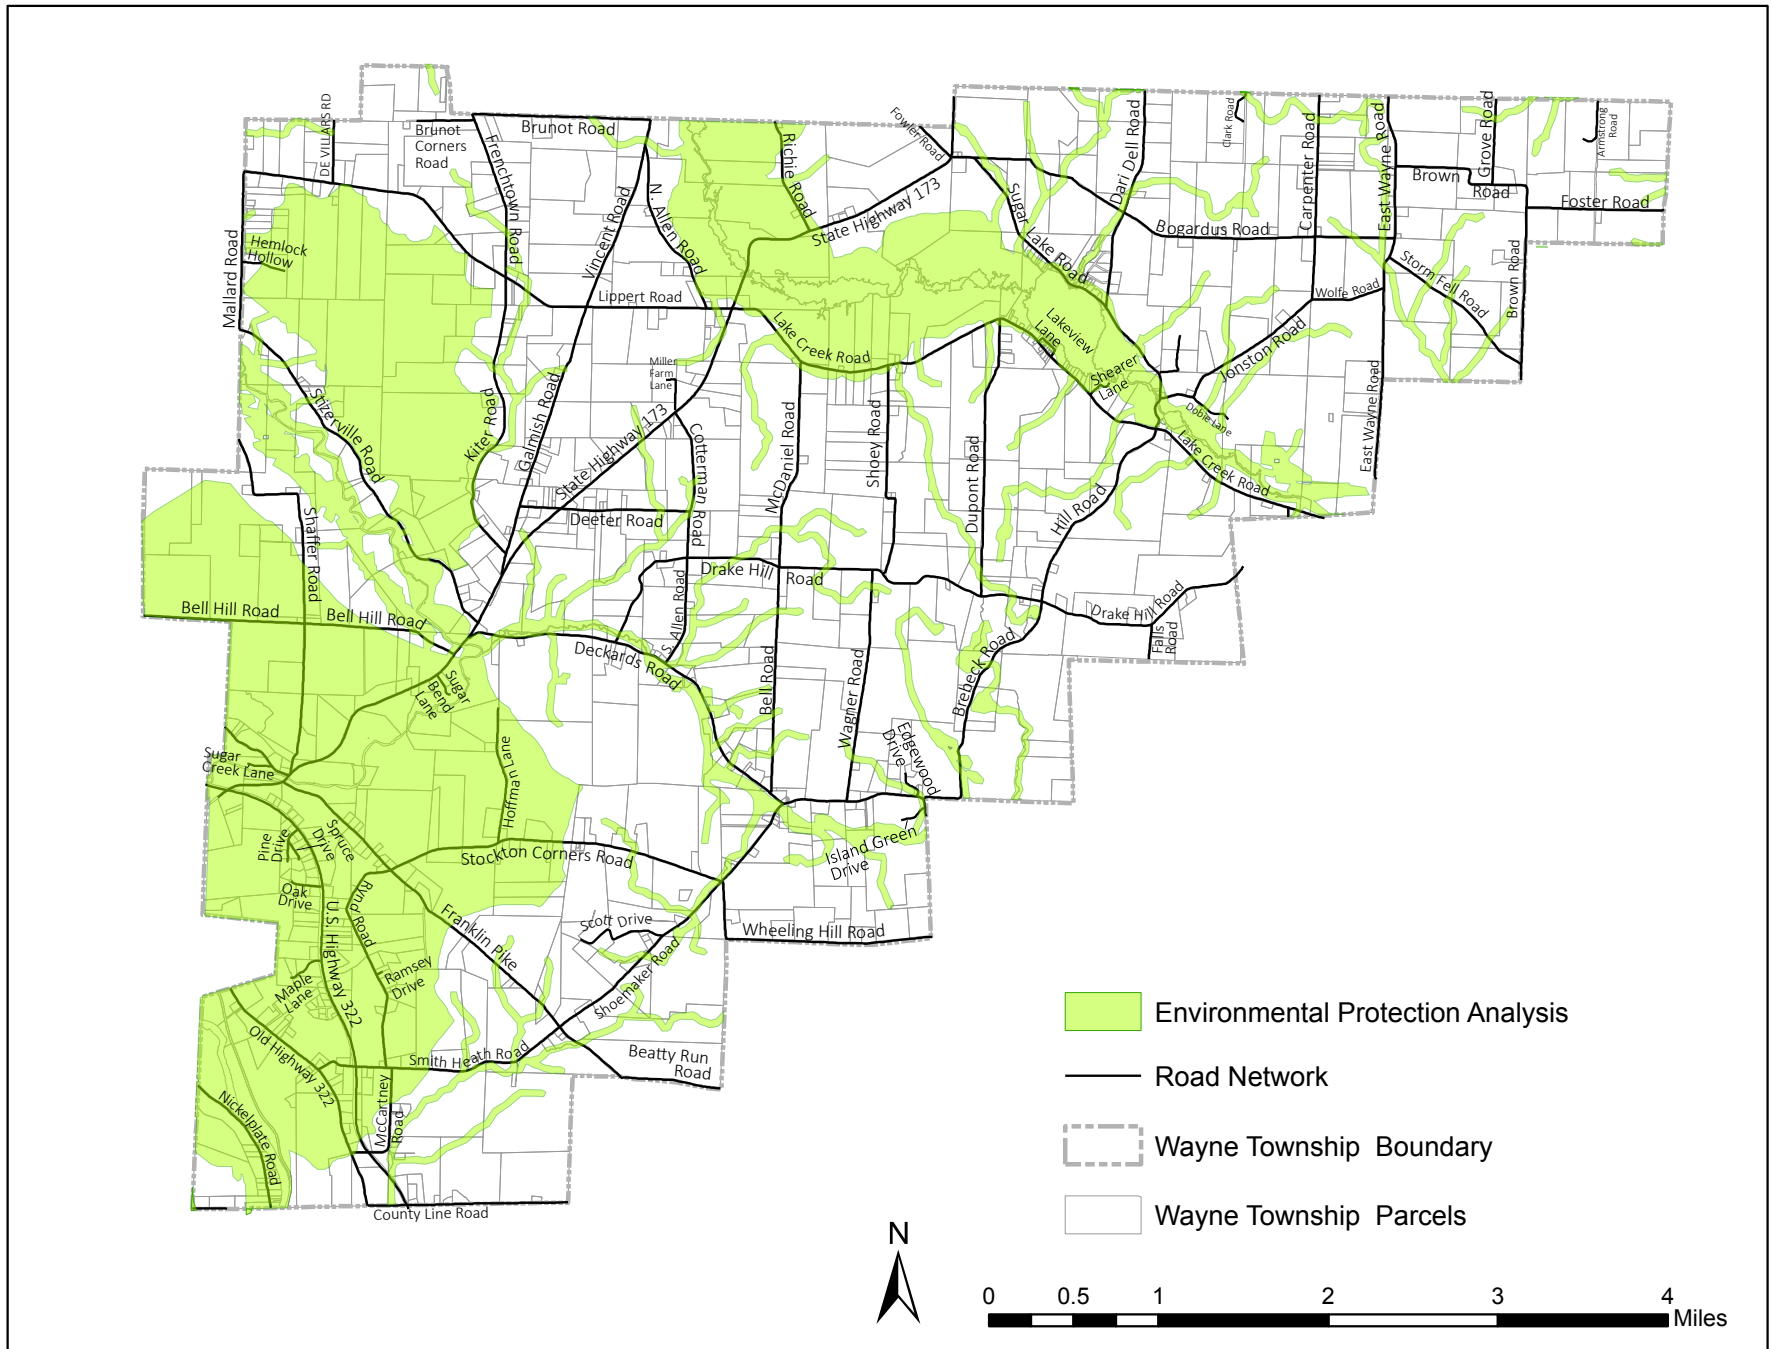 DE VILLARS RD
Brunot
Corners
Road
Brunot Road
Frenchtown Road
Vincent Road
N. Allen Road
Richie Road
Fowler Road
State Highway 173
Sugar
Lake Road
Dari Dell Road
Clark Road
Carpenter Road
East Wayne Road
Grove Road
Armstrong
Road
Brown
Road
Foster Road
Bogardus Road
Storm Fell Road
Brown Road
Wolfe Road
Mallard Road
Hemlock
Hollow
Lippert Road
Lake Creek Road
Lakeview
Lane
Shearer
Lane
Jonston Road
Dobie Lane
Lake Creek Road
East Wayne Road
Miller
Farm
Lane
Stizerville Road
Kiter Road
Galmish Road
State Highway 173
Cotterman Road
McDaniel Road
Shoey Road
Dupont Road
Hill Road
Deeter Road
Shaffer Road
Drake Hill
Road
Drake Hill Road
Falls
Road
Bell Hill Road
Bell Hill Road
S. Allen Road
Deckards Road
Bell Road
Wagner Road
Brebeck Road
Edgewood
Drive
Sugar
Bend
Lane
Sugar
Creek Lane
Hoffman Lane
Pine
Drive
Spruce
Drive
Stockton Corners Road
Island Green
Drive
Oak
Drive
Rynd Road
U.S. Highway 322
Franklin Pike
Scott Drive
Wheeling Hill Road
Shoemaker Road
Ramsey
Drive
Maple
Lane
Old Highway 322
Smith Heath Road
Beatty Run
Road
McCartney
Road
Nickelplate Road
County Line Road
Environmental Protection Analysis
Road Network
Wayne Township  Boundary
Wayne Township  Parcels
N
0 0.5 1 2 3 4
Miles